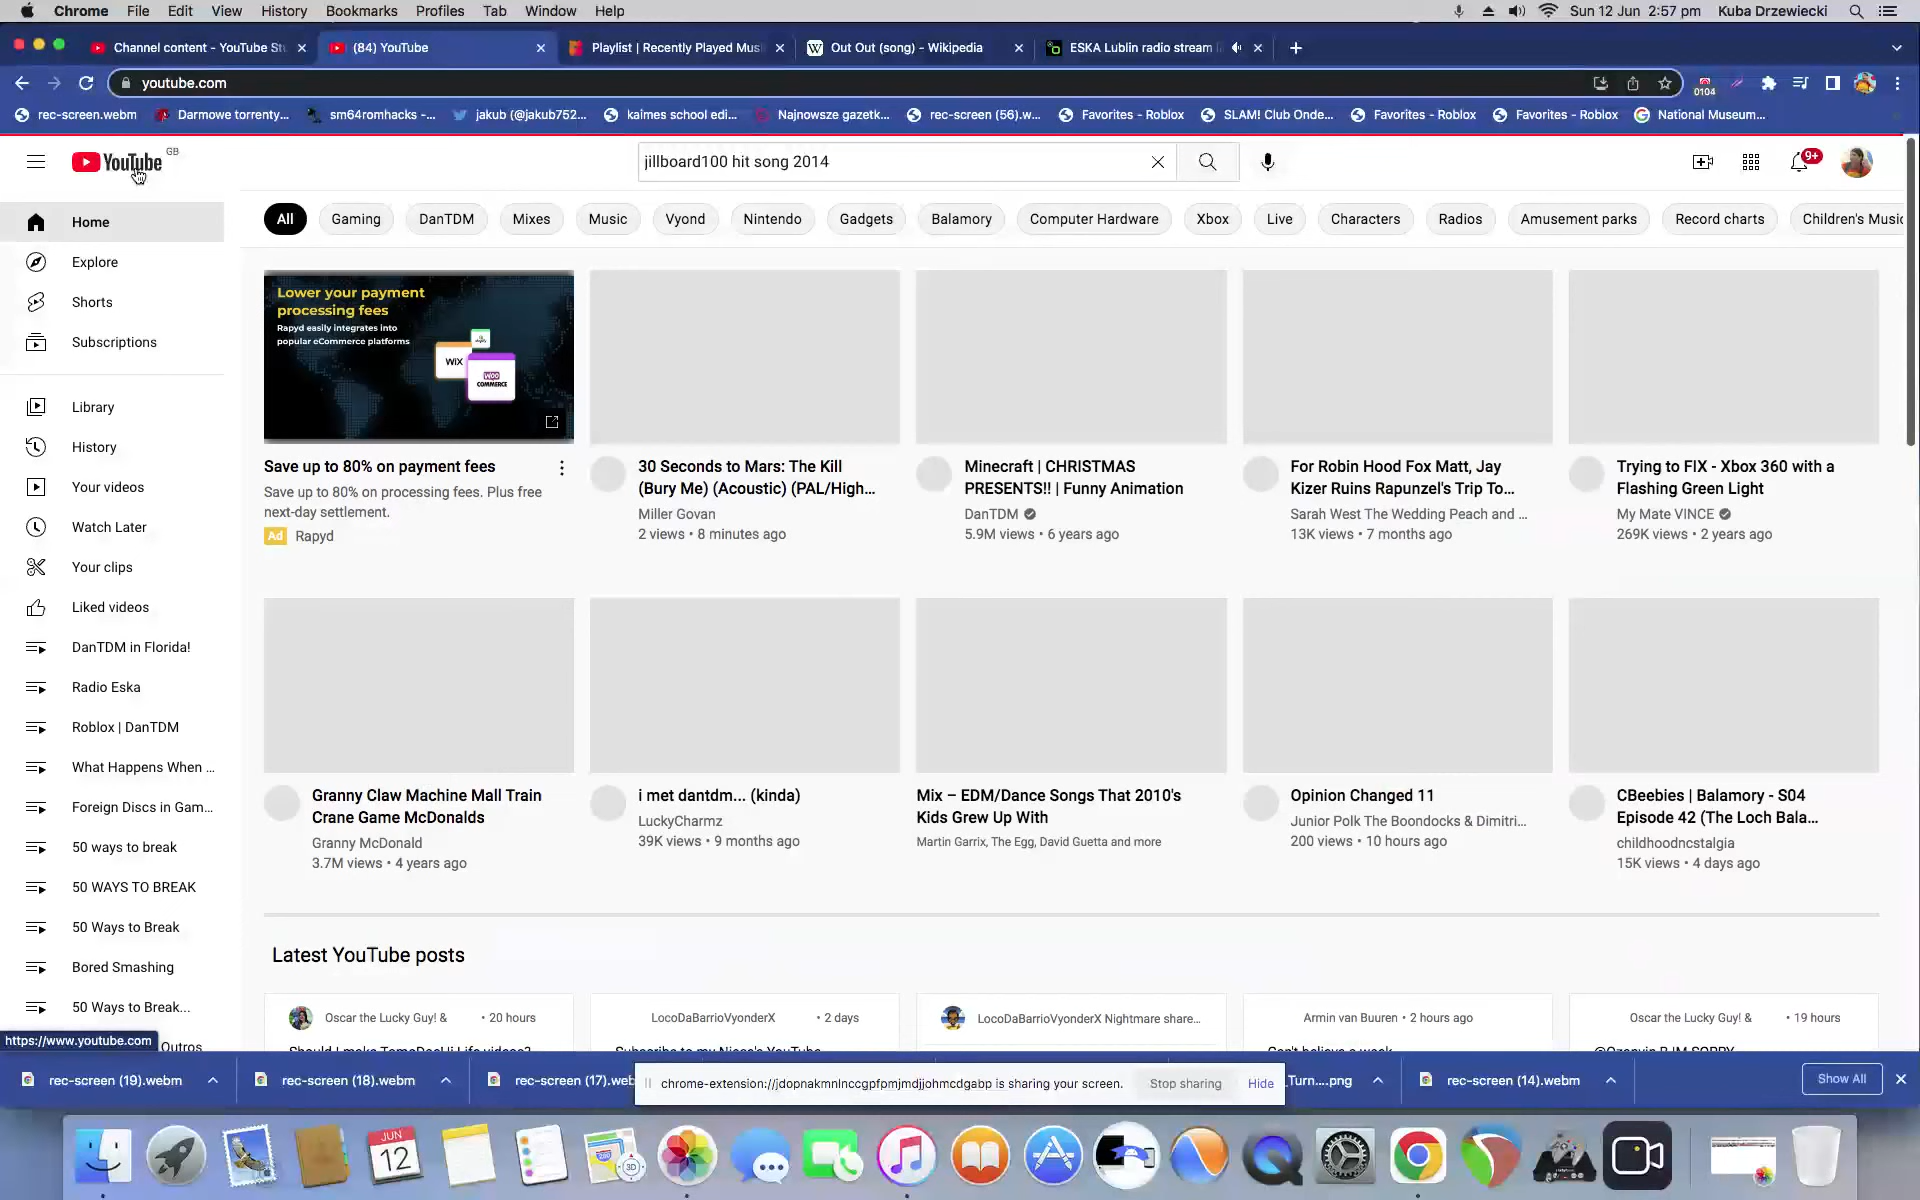 Chrome File Edit View History Bookmarks Profiles Tab Window Help
Sun 12 Jun 2:57 pm Kuba Drzewiecki
Channel content - YouTube St
(84) YouTube
Playlist | Recently Played Mus
Out Out (song) - Wikipedia
ESKA Lublin radio stream l
youtube.com
0104
rec-screen.webm
Darmowe torrenty...
sm64romhacks -...
jakub (@jakub752...
kaimes school edi...
Najnowsze gazetk...
rec-screen (56).w...
Favorites - Roblox
SLAM! Club Onde...
Favorites - Roblox
Favorites - Roblox
National Museum...
YouTube GB
jillboard100 hit song 2014
9+
Home
Explore
Shorts
Subscriptions
Library
History
Your videos
Watch Later
Your clips
Liked videos
DanTDM in Florida!
Radio Eska
Roblox | DanTDM
What Happens When ...
Foreign Discs in Gam...
50 ways to break
50 WAYS TO BREAK
50 Ways to Break
Bored Smashing
50 Ways to Break...
Outros
https://www.youtube.com
All Gaming DanTDM Mixes Music Vyond Nintendo Gadgets Balamory Computer Hardware Xbox Live Characters Radios Amusement parks Record charts Children's Music
Lower your payment
processing fees
Rapyd easily integrates into
popular eCommerce platforms
WiX
WOO
COMMERCE
Save up to 80% on payment fees
Save up to 80% on processing fees. Plus free
next-day settlement.
Ad Rapyd
30 Seconds to Mars: The Kill
(Bury Me) (Acoustic) (PAL/High...
Miller Govan
2 views • 8 minutes ago
Minecraft | CHRISTMAS
PRESENTS!! | Funny Animation
DanTDM
5.9M views • 6 years ago
For Robin Hood Fox Matt, Jay
Kizer Ruins Rapunzel's Trip To...
Sarah West The Wedding Peach and ...
13K views • 7 months ago
Trying to FIX - Xbox 360 with a
Flashing Green Light
My Mate VINCE
269K views • 2 years ago
Granny Claw Machine Mall Train
Crane Game McDonalds
Granny McDonald
3.7M views • 4 years ago
i met dantdm... (kinda)
LuckyCharmz
39K views • 9 months ago
Mix – EDM/Dance Songs That 2010's
Kids Grew Up With
Martin Garrix, The Egg, David Guetta and more
Opinion Changed 11
Junior Polk The Boondocks & Dimitri...
200 views • 10 hours ago
CBeebies | Balamory - S04
Episode 42 (The Loch Bala...
childhoodncstalgia
15K views • 4 days ago
Latest YouTube posts
Oscar the Lucky Guy! & • 20 hours
LocoDaBarrioVyonderX • 2 days
LocoDaBarrioVyonderX Nightmare share...
Armin van Buuren • 2 hours ago
Oscar the Lucky Guy! & • 19 hours
rec-screen (19).webm
rec-screen (18).webm
rec-screen (17).web
chrome-extension://jdopnakmnlnccgpfpmjmdjjohmcdgabp is sharing your screen.
Stop sharing
Hide
Turn....png
rec-screen (14).webm
Show All
JUN
12
3D